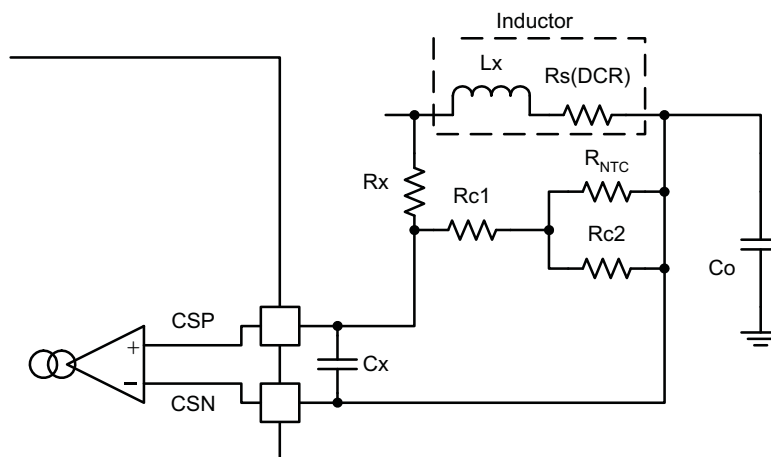 Inductor
Lx
Rs(DCR)
Rx
Rc1
RNTC
Rc2
Co
CSP
+
Cx
−
CSN